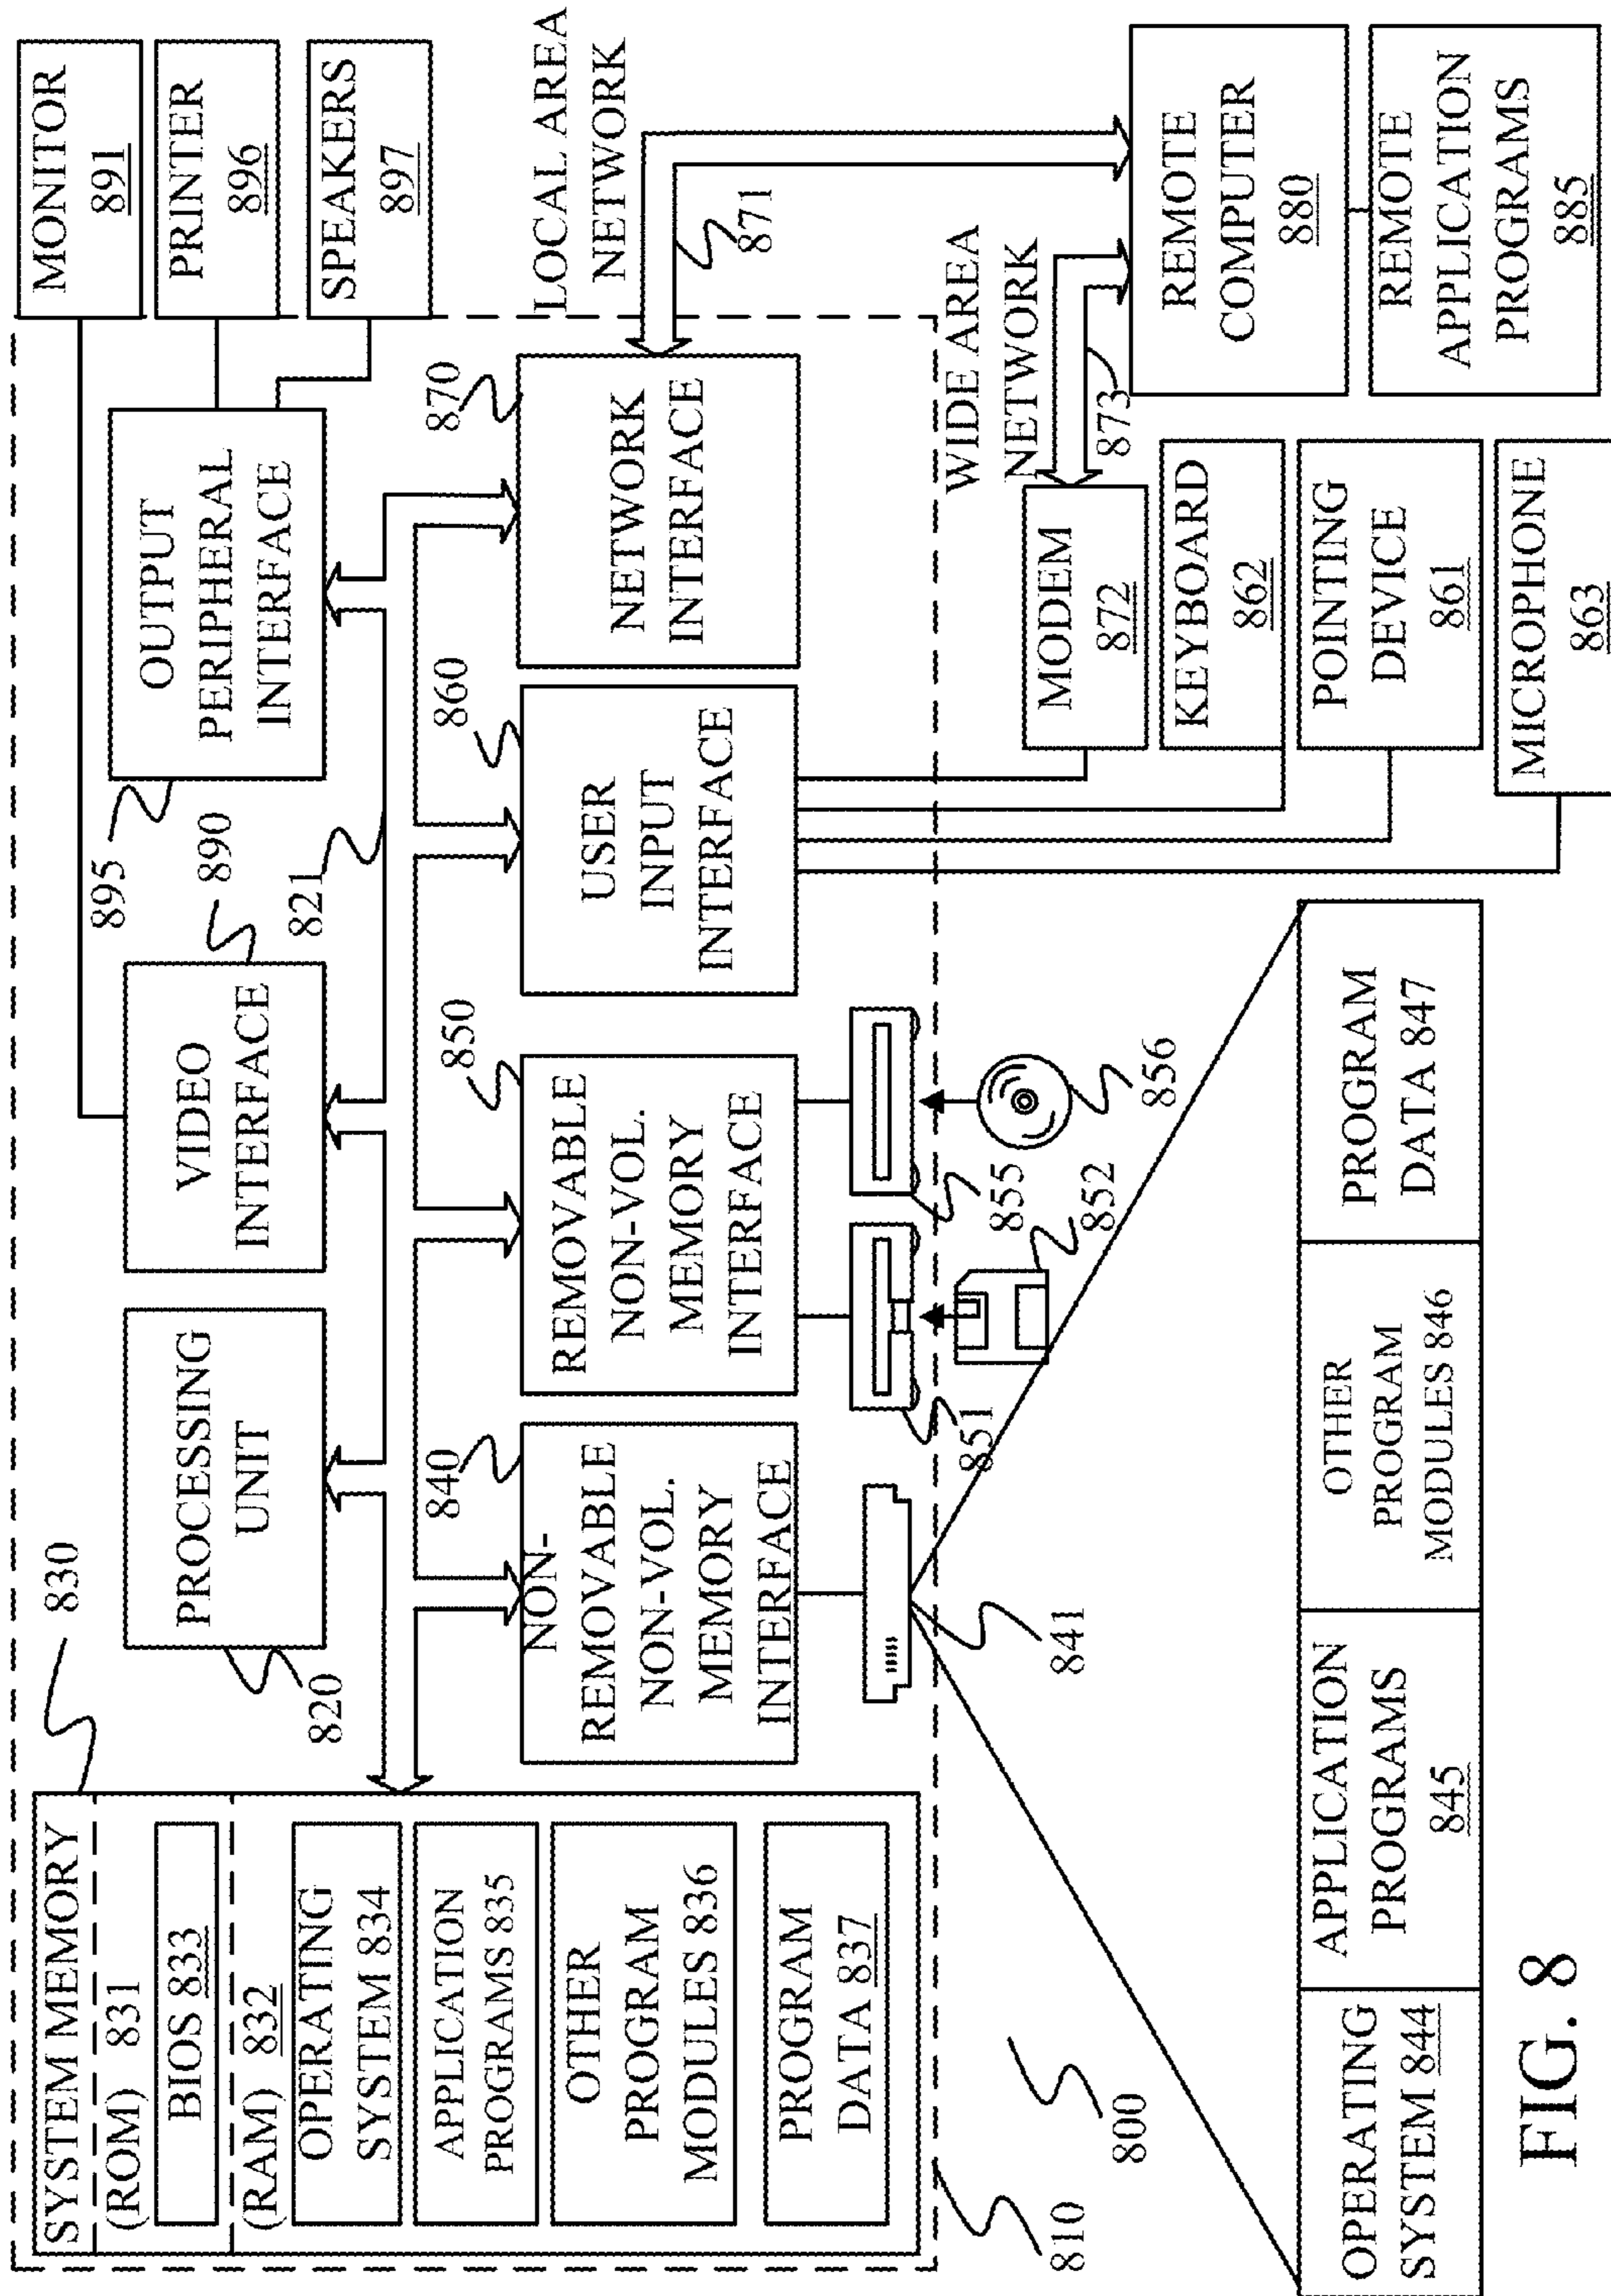 SYSTEM MEMORY
(ROM) 831
BIOS 833
(RAM) 832
OPERATING
SYSTEM 834
APPLICATION
PROGRAMS 835
OTHER
PROGRAM
MODULES 836
PROGRAM
DATA 837
830
PROCESSING
UNIT
820
VIDEO
INTERFACE
890
OUTPUT
PERIPHERAL
INTERFACE
895
821
MONITOR
891
PRINTER
896
SPEAKERS
897
NON-
REMOVABLE
NON-VOL.
MEMORY
INTERFACE
840
REMOVABLE
NON-VOL.
MEMORY
INTERFACE
850
USER
INPUT
INTERFACE
860
NETWORK
INTERFACE
870
LOCAL AREA
NETWORK
871
841
851
852
855
856
WIDE AREA
NETWORK
873
MODEM
872
KEYBOARD
862
POINTING
DEVICE
861
MICROPHONE
863
REMOTE
COMPUTER
880
REMOTE
APPLICATION
PROGRAMS
885
810
800
OPERATING
SYSTEM 844
APPLICATION
PROGRAMS
845
OTHER
PROGRAM
MODULES 846
PROGRAM
DATA 847
FIG. 8